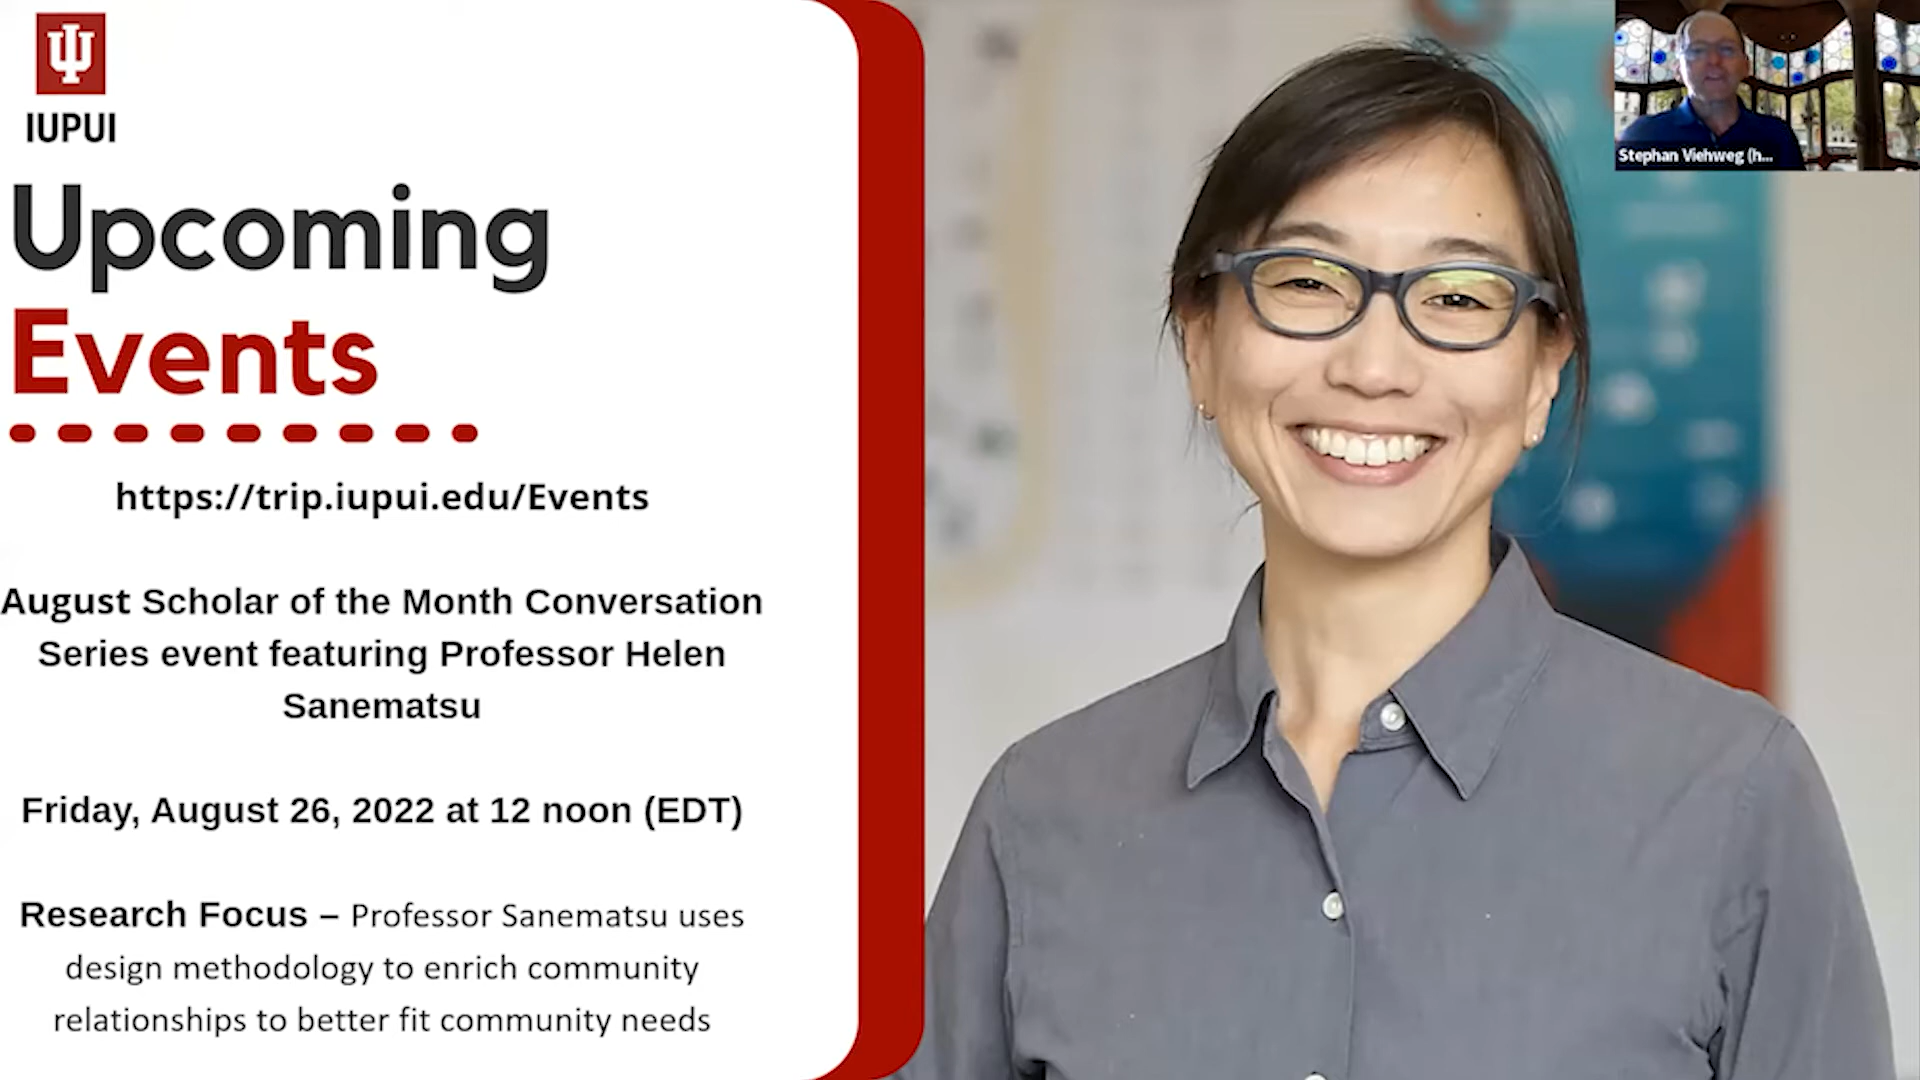 IUPUI
Upcoming
Events
https://trip.iupui.edu/Events
August Scholar of the Month Conversation
Series event featuring Professor Helen
Sanematsu
Friday, August 26, 2022 at 12 noon (EDT)
Research Focus – Professor Sanematsu uses
design methodology to enrich community
relationships to better fit community needs
Stephan Viehweg (h...